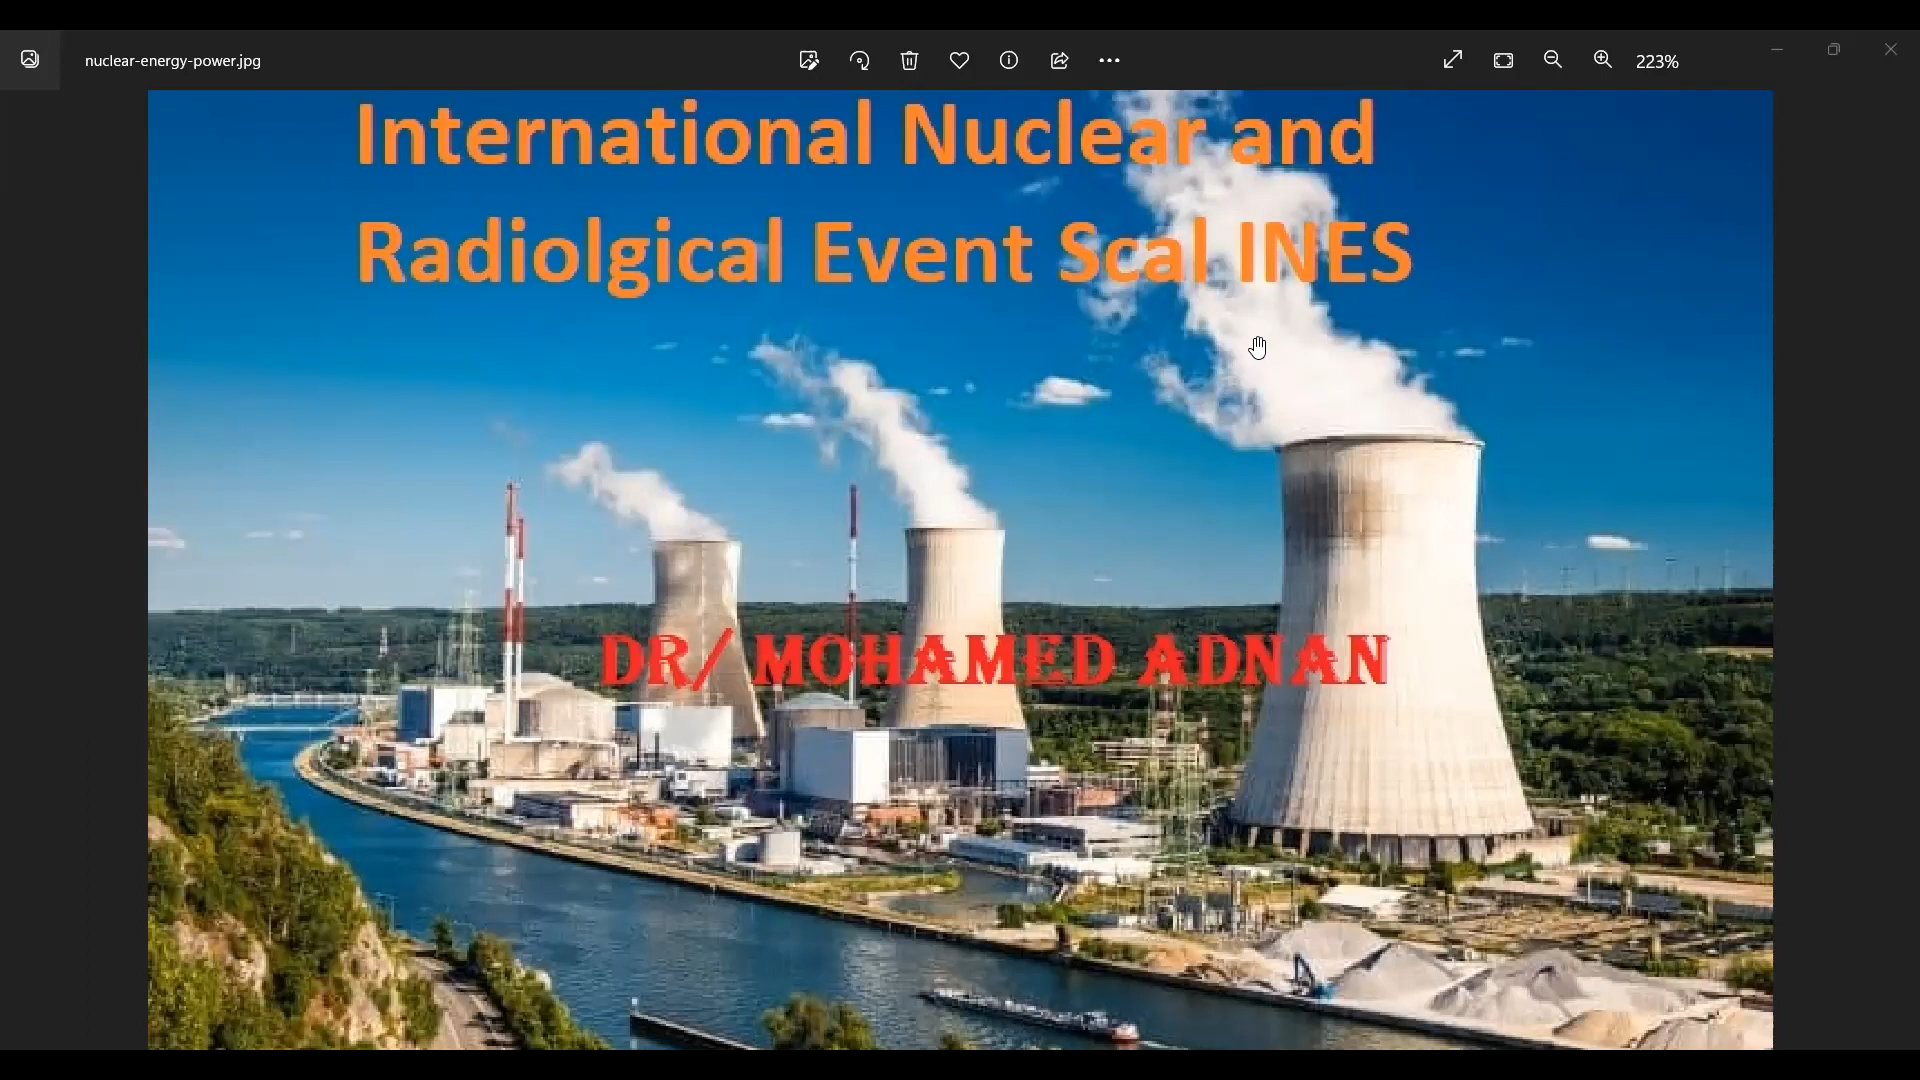 nuclear-energy-power.jpg
223%
International Nuclear and
Radiolgical Event Scal INES
DR/ MOHAMED ADNAN